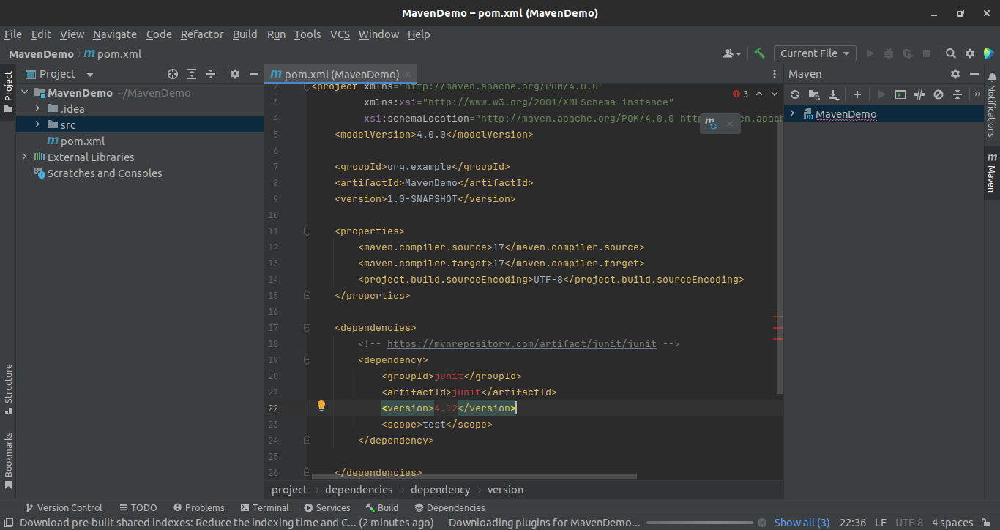 MavenDemo – pom.xml (MavenDemo)
File Edit View Navigate Code Refactor Build Run Tools VCS Window Help
MavenDemo pom.xml
Current File
Project
Project
MavenDemo ~/MavenDemo
.idea
src
pom.xml
External Libraries
Scratches and Consoles
Structure
Bookmarks
pom.xml (MavenDemo)
3
2 <project xmlns="http://maven.apache.org/POM/4.0.0"
3 xmlns:xsi="http://www.w3.org/2001/XMLSchema-instance"
4 xsi:schemaLocation="http://maven.apache.org/POM/4.0.0
5 <modelVersion>4.0.0</modelVersion>
6
7 <groupId>org.example</groupId>
8 <artifactId>MavenDemo</artifactId>
9 <version>1.0-SNAPSHOT</version>
10
11 <properties>
12 <maven.compiler.source>17</maven.compiler.source>
13 <maven.compiler.target>17</maven.compiler.target>
14 <project.build.sourceEncoding>UTF-8</project.build.sourceEncoding>
15 </properties>
16
17 <dependencies>
18 <!-- https://mvnrepository.com/artifact/junit/junit -->
19 <dependency>
20 <groupId>junit</groupId>
21 <artifactId>junit</artifactId>
22 <version>4.12</version>
23 <scope>test</scope>
24 </dependency>
25
26 </dependencies>
project › dependencies › dependency › version
Maven
MavenDemo
Notifications
Maven
Version Control TODO Problems Terminal Services Build Dependencies
Download pre-built shared indexes: Reduce the indexing time and C... (2 minutes ago) Downloading plugins for MavenDemo... Show all (3) 22:36 LF UTF-8 4 spaces